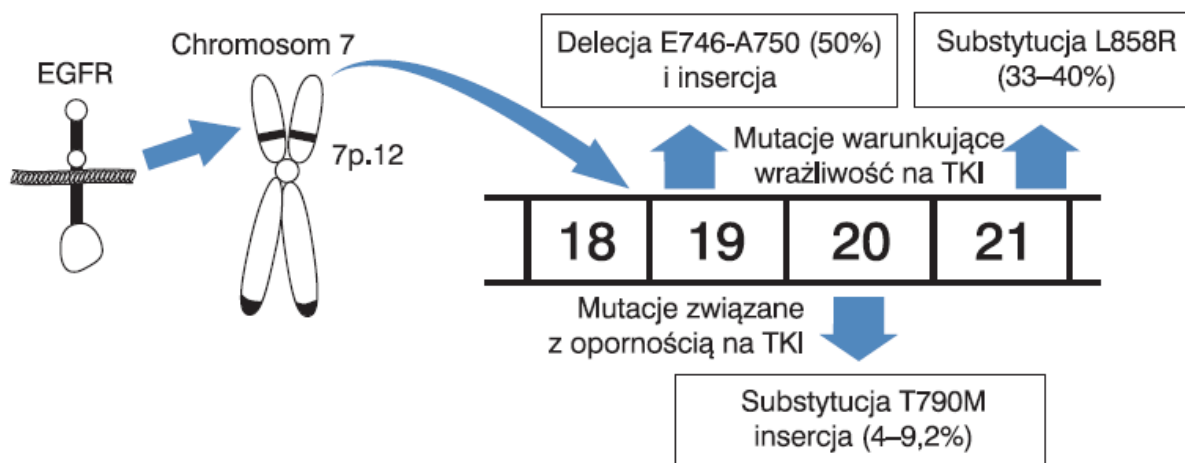 EGFR
Chromosom 7
7p.12
Delecja E746-A750 (50%)
i insercja
Substytucja L858R
(33–40%)
Mutacje warunkujące
wrażliwość na TKI
18 19 20 21
Mutacje związane
z opornością na TKI
Substytucja T790M
insercja (4–9,2%)